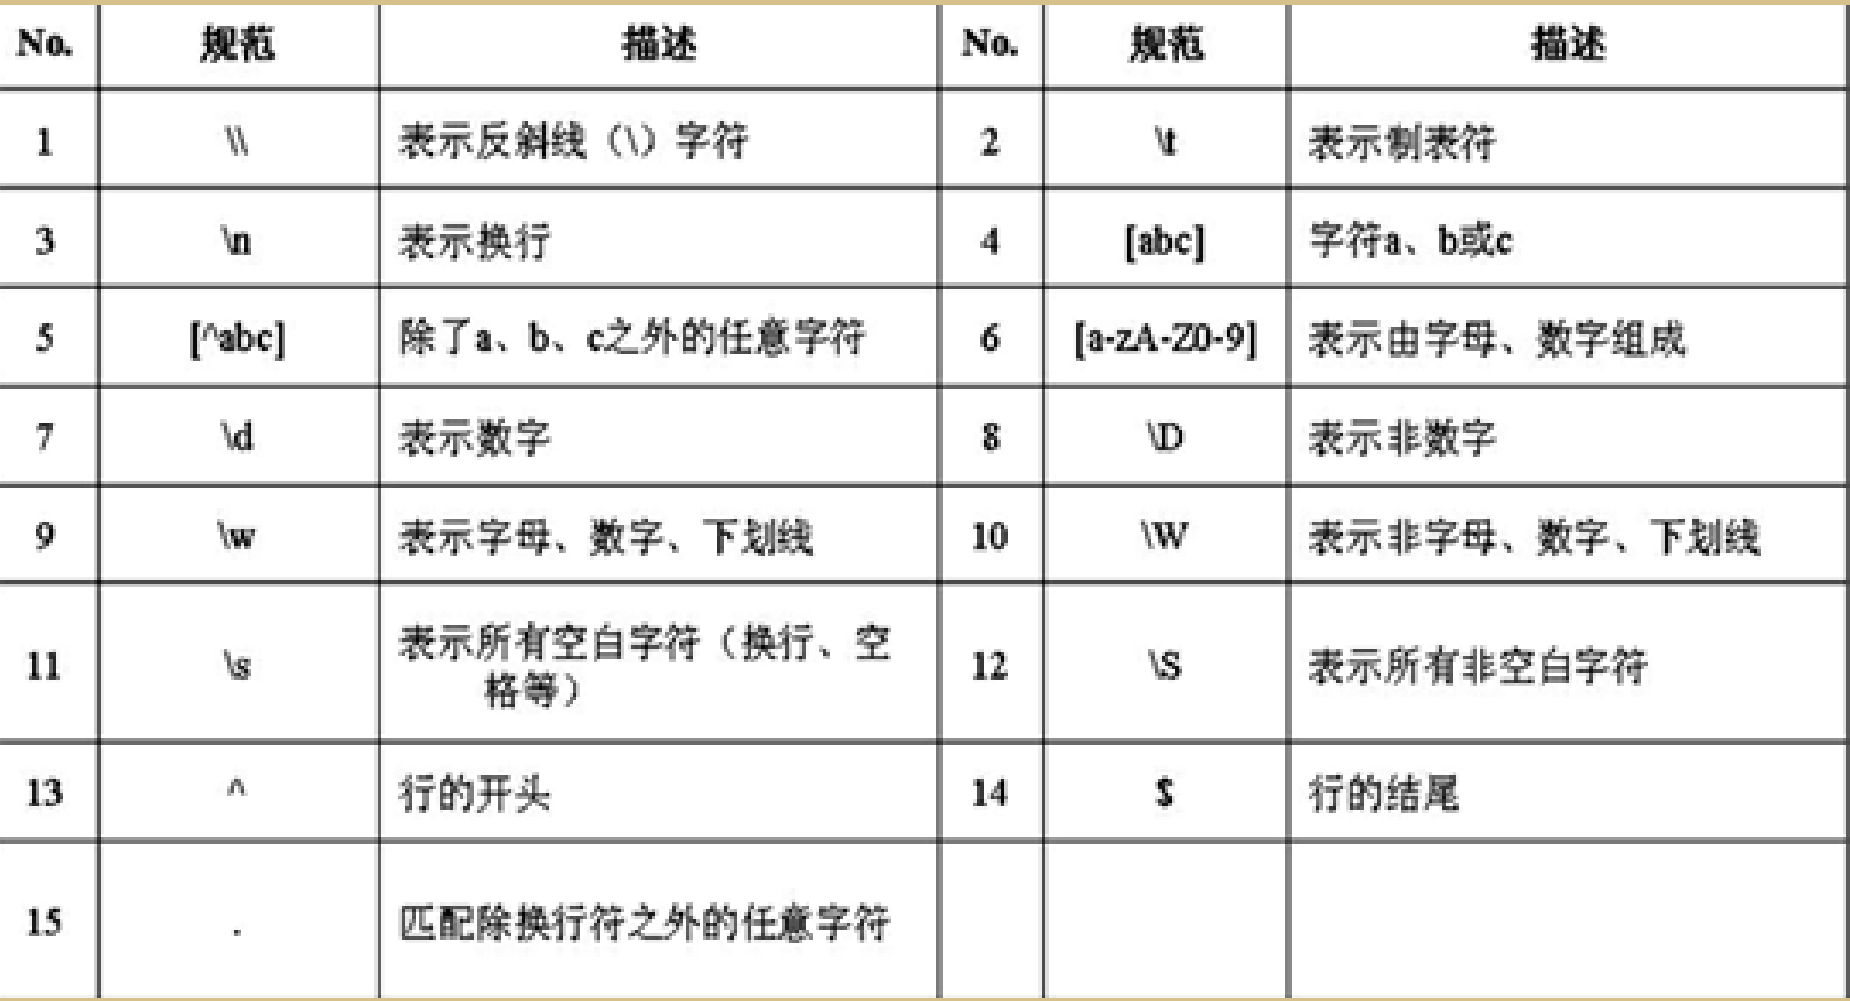 No. 规范 描述 No. 规范 描述
1 \\ 表示反斜线（\）字符 2 \t 表示制表符
3 \n 表示换行 4 [abc] 字符a、b或c
5 [^abc] 除了a、b、c之外的任意字符 6 [a-zA-Z0-9] 表示由字母、数字组成
7 \d 表示数字 8 \D 表示非数字
9 \w 表示字母、数字、下划线 10 \W 表示非字母、数字、下划线
11 \s 表示所有空白字符（换行、空
格等） 12 \S 表示所有非空白字符
13 ^ 行的开头 14 $ 行的结尾
15 . 匹配除换行符之外的任意字符